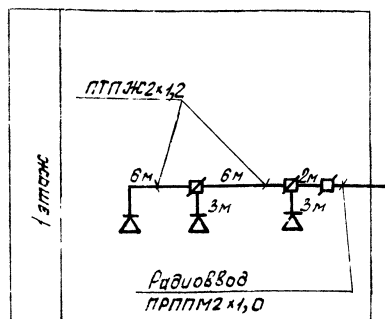 ПТПЖ2×1,2
6м 6м 2м
3м 3м
1 этаж
Радиоввод
ПРППМ2×1,0